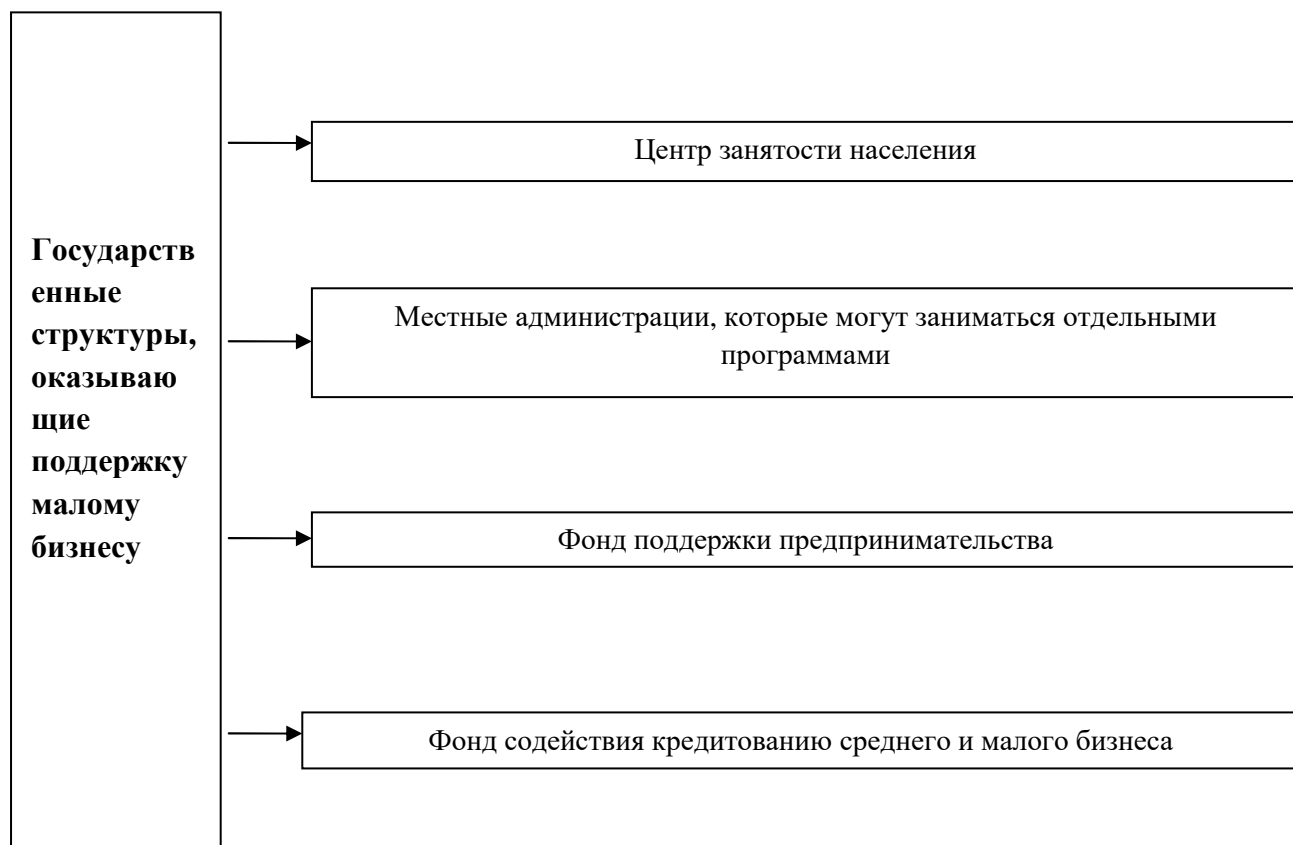 Государств
енные
структуры,
оказываю
щие
поддержку
малому
бизнесу
Центр занятости населения
Местные администрации, которые могут заниматься отдельными
программами
Фонд поддержки предпринимательства
Фонд содействия кредитованию среднего и малого бизнеса